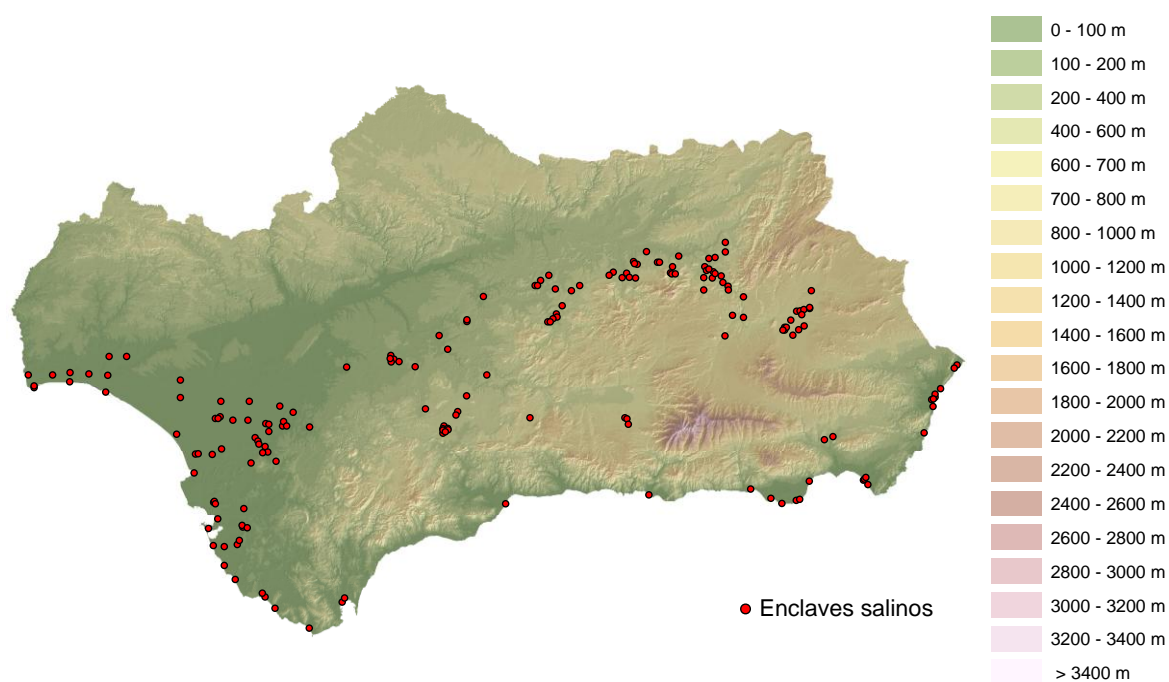 0 - 100 m
100 - 200 m
200 - 400 m
400 - 600 m
600 - 700 m
700 - 800 m
800 - 1000 m
1000 - 1200 m
1200 - 1400 m
1400 - 1600 m
1600 - 1800 m
1800 - 2000 m
2000 - 2200 m
2200 - 2400 m
2400 - 2600 m
2600 - 2800 m
2800 - 3000 m
3000 - 3200 m
3200 - 3400 m
> 3400 m
Enclaves salinos